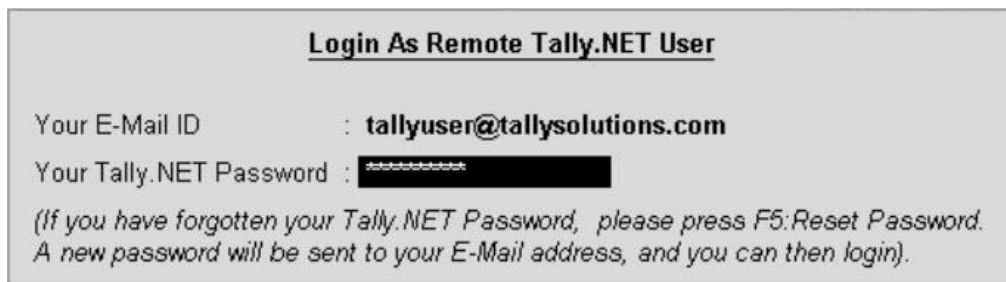 Login As Remote Tally.NET User
Your E-Mail ID : tallyuser@tallysolutions.com
Your Tally.NET Password : ***********
(If you have forgotten your Tally.NET Password, please press F5:Reset Password.
A new password will be sent to your E-Mail address, and you can then login).